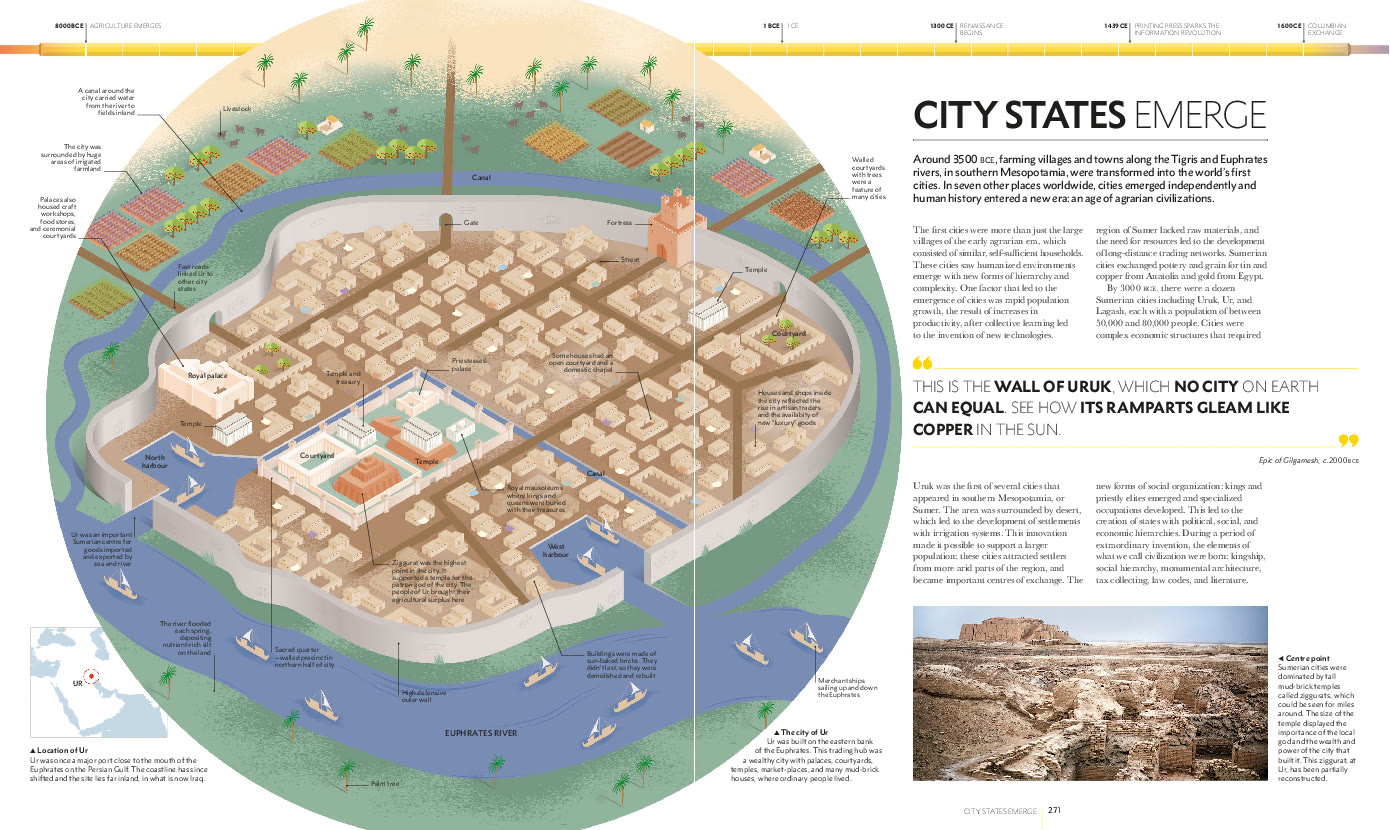 8000BCE AGRICULTURE EMERGES
1 BCE 1 CE
1300 CE RENAISSANCE
BEGINS
1439 CE PRINTING PRESS SPARKS THE
INFORMATION REVOLUTION
1600CE COLUMBIAN
EXCHANGE
A canal around the
city carried water
from the river to
fields inland
Livestock
The city was
surrounded by huge
areas of irrigated
farmland
Palaces also
housed craft
workshops,
food stores,
and ceremonial
courtyards
Fast roads
linked Ur to
other city
states
Canal
Gate
Fortress
Street
Walled
courtyards
with trees
were a
feature of
many cities
Temple
Courtyard
Royal palace
Temple and
treasury
Priestesses'
palace
Some houses had an
open courtyard and a
domestic chapel
Houses and shops inside
the city reflected the
rise in artisan traders
and the availabity of
new "luxury" goods
Temple
North
harbour
Courtyard
Temple
Canal
Royal mausoleums
where kings and
queens were buried
with their treasures
West
harbour
Ur was an important
Sumerian centre for
goods imported
and exported by
sea and river
Ziggurat was the highest
point in the city. It
supported a temple for the
patron god of the city. The
people of Ur brought their
agricultural surplus here
The river flooded
each spring,
depositing
nutrient-rich silt
on the land
Sacred quarter
– walled precinct in
northern half of city
High defensive
outer wall
Buildings were made of
sun-baked bricks. They
didn't last, so they were
demolished and rebuilt
Merchant ships
sailing up and down
the Euphrates
EUPHRATES RIVER
Palm tree
UR
▲ Location of Ur
Ur was once a major port close to the mouth of the
Euphrates on the Persian Gulf. The coastline has since
shifted and the site lies far inland, in what is now Iraq.
▲ The city of Ur
Ur was built on the eastern bank
of the Euphrates. This trading hub was
a wealthy city with palaces, courtyards,
temples, market-places, and many mud-brick
houses, where ordinary people lived.
CITY STATES EMERGE
Around 3500 BCE, farming villages and towns along the Tigris and Euphrates
rivers, in southern Mesopotamia, were transformed into the world's first
cities. In seven other places worldwide, cities emerged independently and
human history entered a new era: an age of agrarian civilizations.
The first cities were more than just the large
villages of the early agrarian era, which
consisted of similar, self-sufficient households.
These cities saw humanized environments
emerge with new forms of hierarchy and
complexity. One factor that led to the
emergence of cities was rapid population
growth, the result of increases in
productivity, after collective learning led
to the invention of new technologies.
region of Sumer lacked raw materials, and
the need for resources led to the development
of long-distance trading networks. Sumerian
cities exchanged pottery and grain for tin and
copper from Anatolia and gold from Egypt.
By 3000 BCE, there were a dozen
Sumerian cities including Uruk, Ur, and
Lagash, each with a population of between
50,000 and 80,000 people. Cities were
complex economic structures that required
“
THIS IS THE WALL OF URUK, WHICH NO CITY ON EARTH
CAN EQUAL. SEE HOW ITS RAMPARTS GLEAM LIKE
COPPER IN THE SUN.
”
Epic of Gilgamesh, c.2000BCE
Uruk was the first of several cities that
appeared in southern Mesopotamia, or
Sumer. The area was surrounded by desert,
which led to the development of settlements
with irrigation systems. This innovation
made it possible to support a larger
population: these cities attracted settlers
from more arid parts of the region, and
became important centres of exchange. The
new forms of social organization: kings and
priestly elites emerged and specialized
occupations developed. This led to the
creation of states with political, social, and
economic hierarchies. During a period of
extraordinary invention, the elements of
what we call civilization were born: kingship,
social hierarchy, monumental architecture,
tax collecting, law codes, and literature.
◀ Centre point
Sumerian cities were
dominated by tall
mud-brick temples
called ziggurats, which
could be seen for miles
around. The size of the
temple displayed the
importance of the local
god and the wealth and
power of the city that
built it. This ziggurat, at
Ur, has been partially
reconstructed.
CITY STATES EMERGE 271